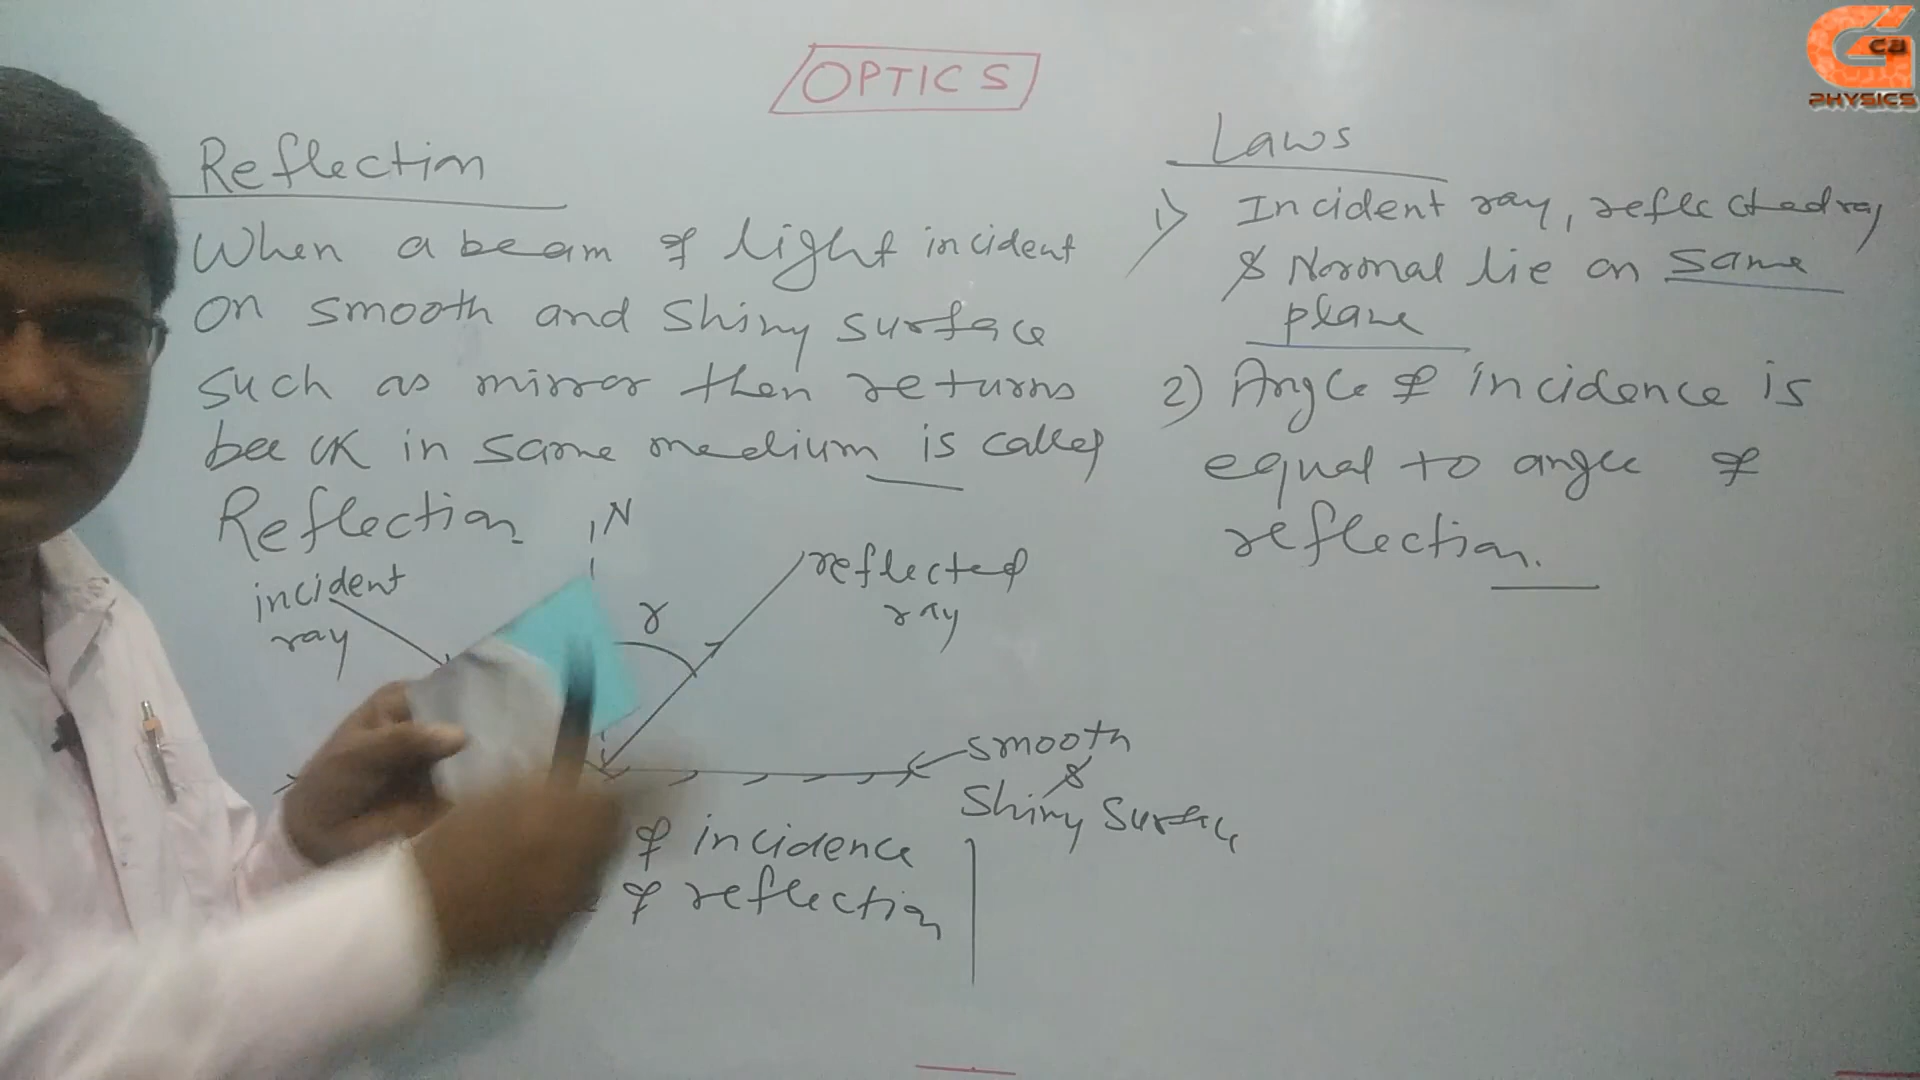 OPTICS
Reflection
When a beam of light incident
on smooth and shiny surface
such as mirror then returns
back in same medium is called
Reflection
N
incident
ray
r
reflected
ray
smooth
&
Shiny Surface
of incidence
of reflection
Laws
1) Incident ray, reflected ray
& Normal lie on same
plane
2) Angle of incidence is
equal to angle of
reflection.
PHYSICS